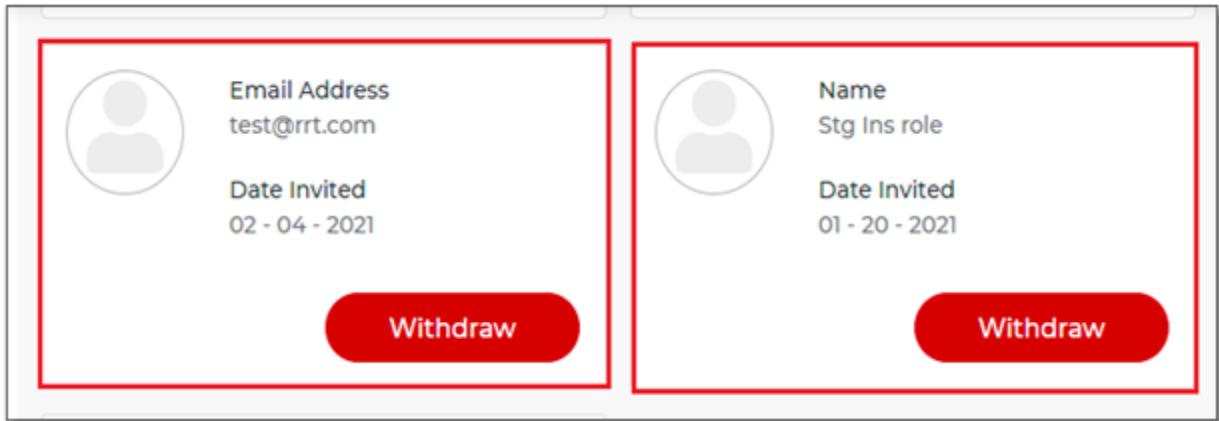 Email Address
test@rrt.com
Date Invited
02 - 04 - 2021
Withdraw
Name
Stg Ins role
Date Invited
01 - 20 - 2021
Withdraw